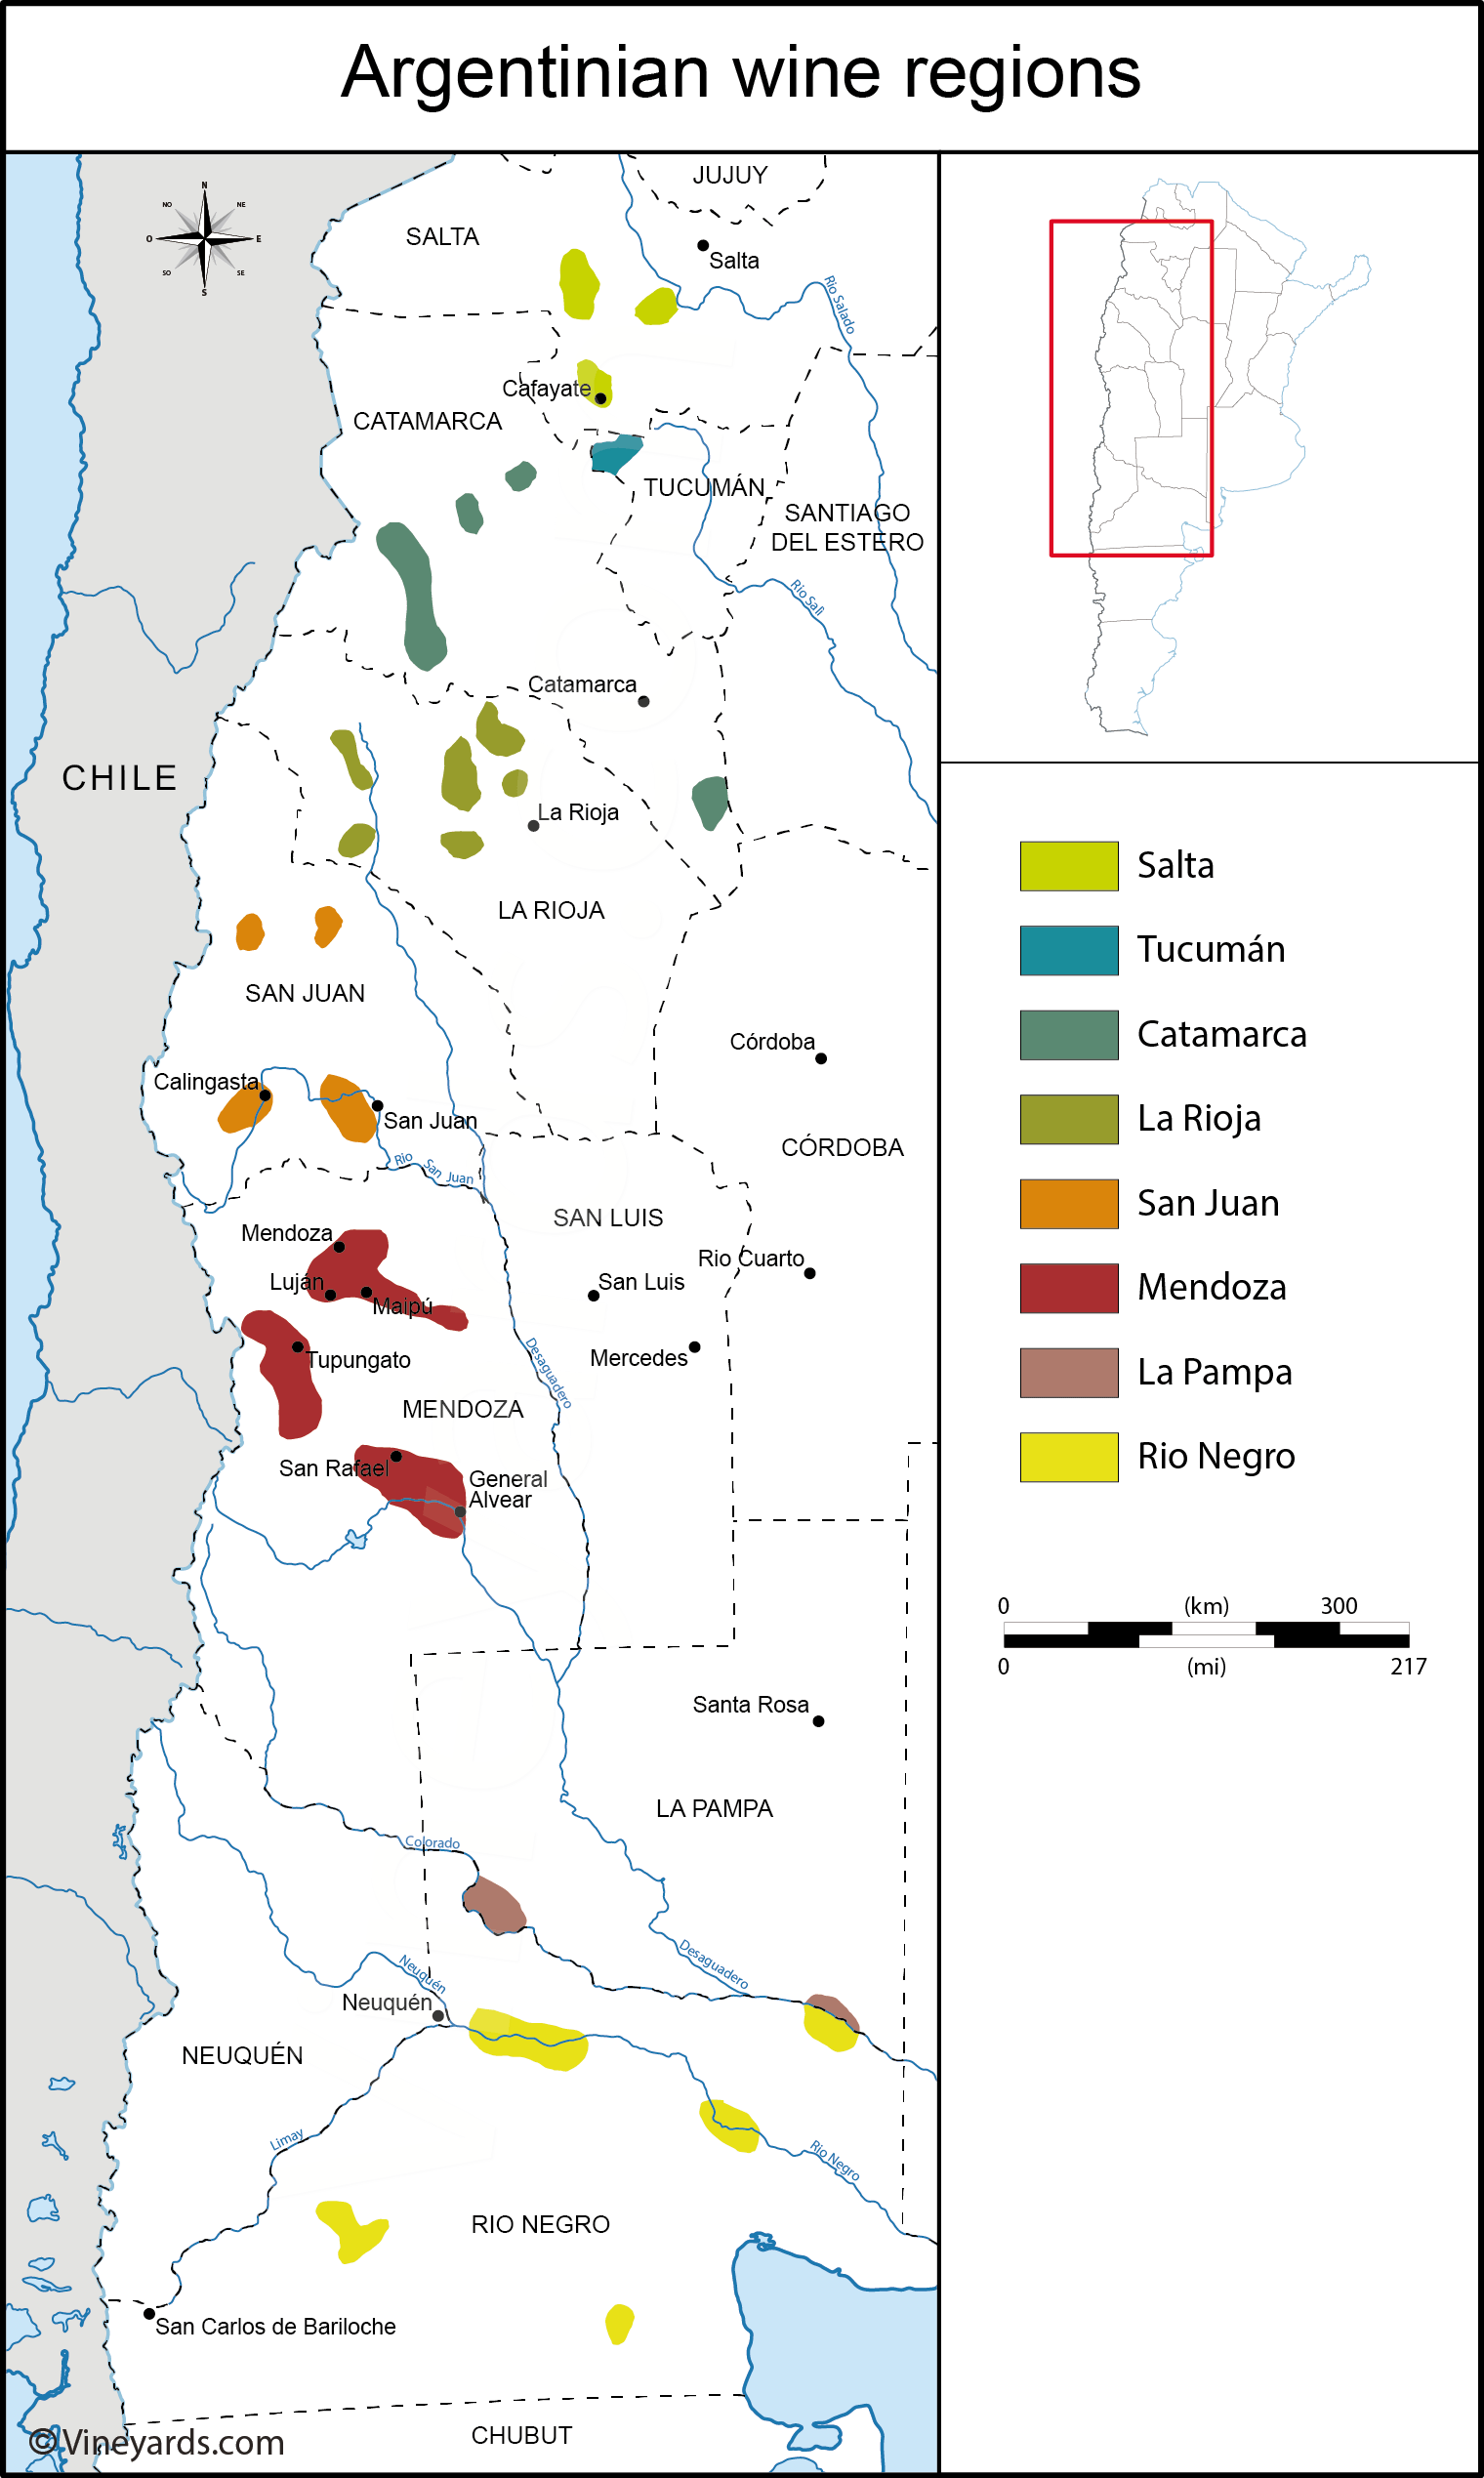 Argentinian wine regions
N
NO
NE
O
E
SO
SE
S
JUJUY
SALTA
Salta
Rio Salado
Cafayate
CATAMARCA
TUCUMÁN
SANTIAGO
DEL ESTERO
Rio Sali
Catamarca
CHILE
La Rioja
LA RIOJA
SAN JUAN
Córdoba
Calingasta
San Juan
CÓRDOBA
Rio San Juan
SAN LUIS
Mendoza
Rio Cuarto
Luján
San Luis
Maipú
Mercedes
Tupungato
Desaguadero
MENDOZA
San Rafael
General
Alvear
Santa Rosa
LA PAMPA
Colorado
Desaguadero
Neuquén
Neuquén
NEUQUÉN
Limay
Rio Negro
RIO NEGRO
San Carlos de Bariloche
CHUBUT
©Vineyards.com
Salta
Tucumán
Catamarca
La Rioja
San Juan
Mendoza
La Pampa
Rio Negro
0 (km) 300
0 (mi) 217